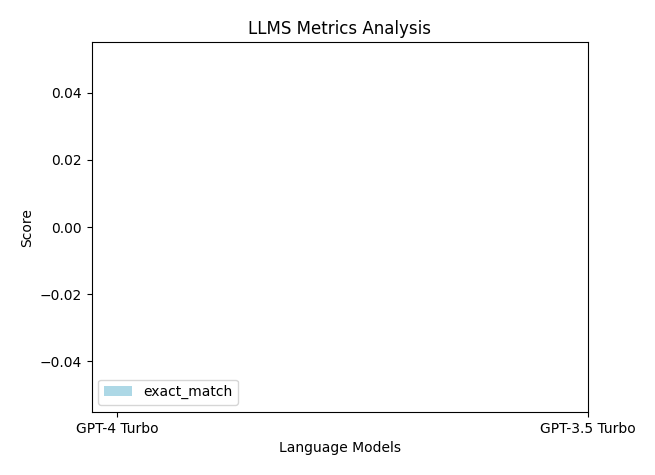 LLMS Metrics Analysis
0.04
0.02
0.00
−0.02
−0.04
Score
exact_match
GPT-4 Turbo GPT-3.5 Turbo
Language Models